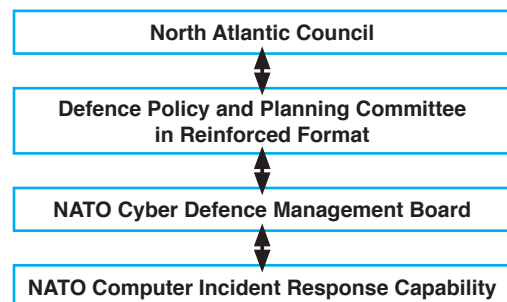 North Atlantic Council
Defence Policy and Planning Committee
in Reinforced Format
NATO Cyber Defence Management Board
NATO Computer Incident Response Capability